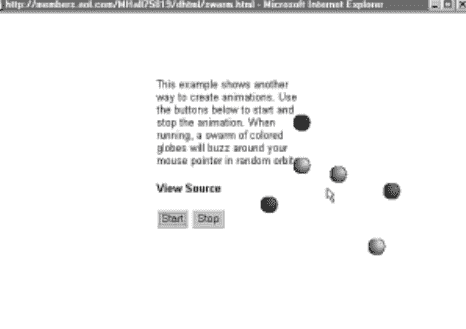 http://members.aol.com/MHall75819/dhtml/swarm.html - Microsoft Internet Explorer
This example shows another
way to create animations. Use
the buttons below to start and
stop the animation. When
running, a swarm of colored
globes will buzz around your
mouse pointer in random orbits
View Source
Start Stop